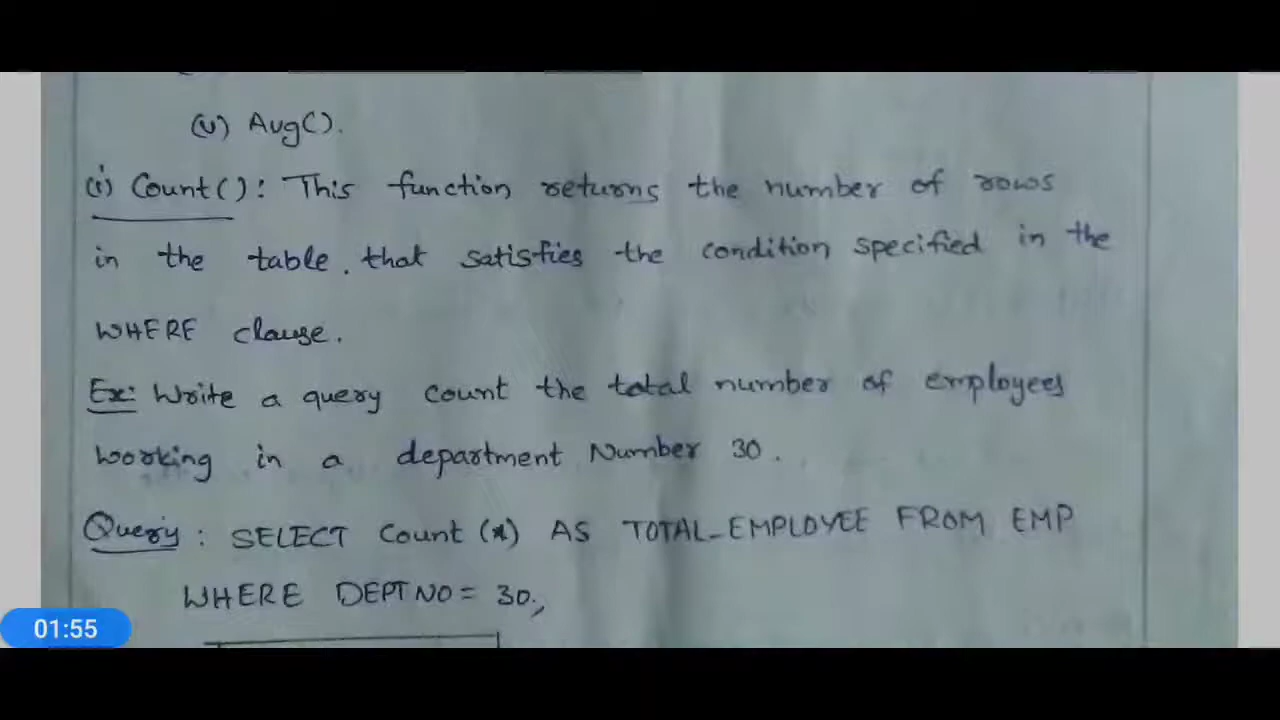 (v) Avg().
(i) Count(): This function returns the number of rows
in the table. that satisfies the condition specified in the
WHERE clause.
Ex: Write a query count the total number of employees
working in a department Number 30.
Query: SELECT Count (*) AS TOTAL_EMPLOYEE FROM EMP
WHERE DEPTNO = 30;
01:55